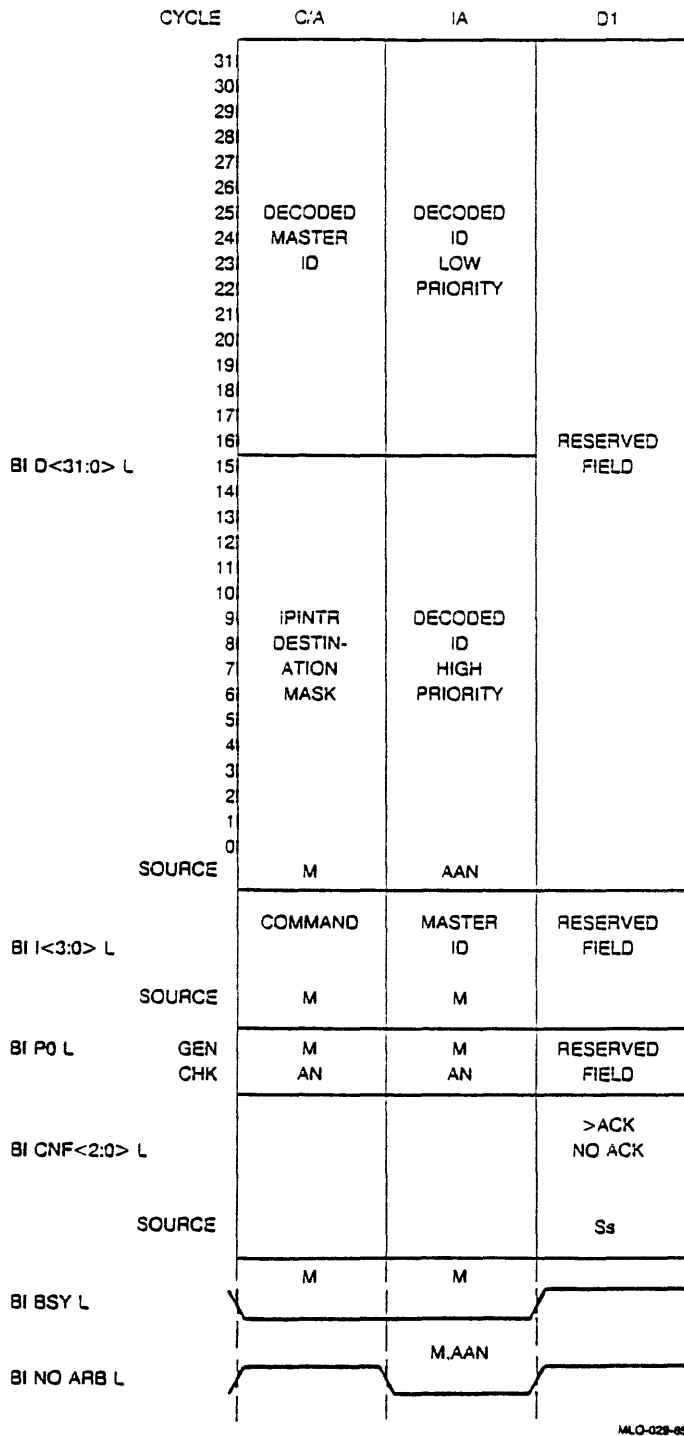 CYCLE C/A IA D1
31
30
29
28
27
26
25 DECODED DECODED
24 MASTER ID
23 ID LOW
22 PRIORITY
21
20
19
18
17
16 RESERVED
BI D<31:0> L 15 FIELD
14
13
12
11
10
9 IPINTR DECODED
8 DESTIN- ID
7 ATION HIGH
6 MASK PRIORITY
5
4
3
2
1
0
SOURCE M AAN
COMMAND MASTER RESERVED
BI I<3:0> L ID FIELD
SOURCE M M
BI P0 L GEN M M RESERVED
CHK AN AN FIELD
>ACK
BI CNF<2:0> L NO ACK
SOURCE Ss
M M
BI BSY L
M,AAN
BI NO ARB L
MLO-029-85